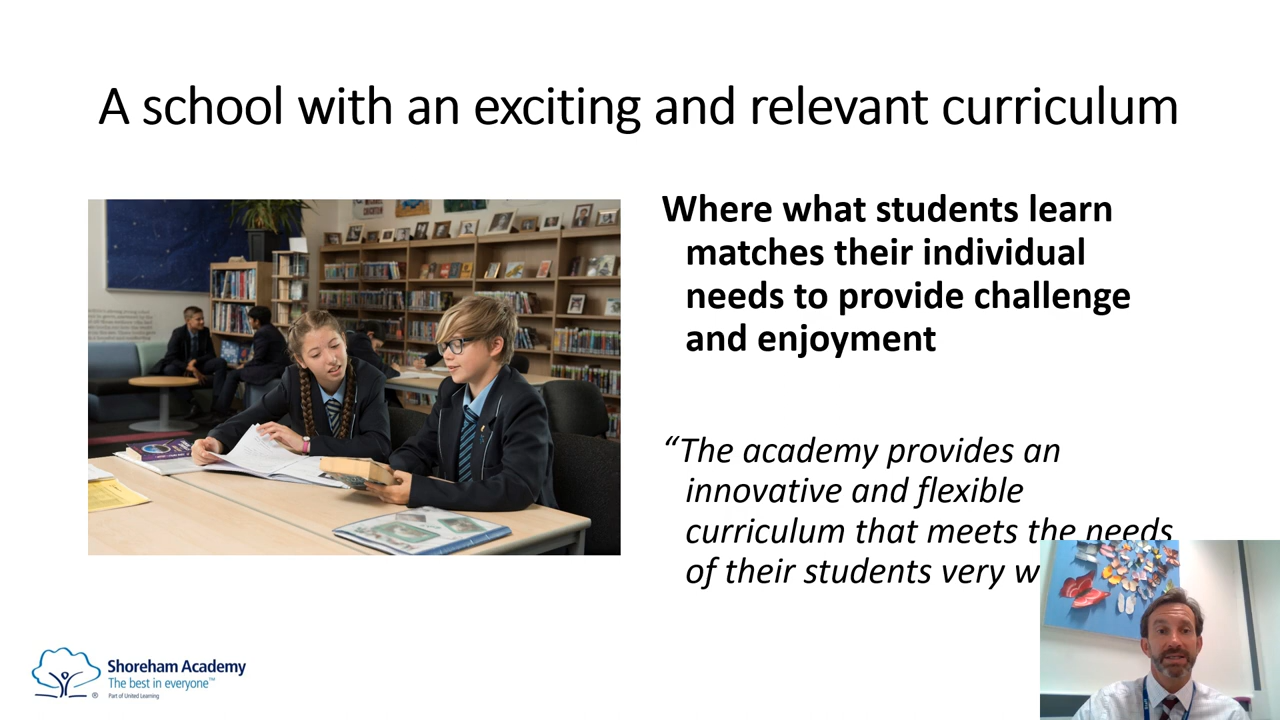 A school with an exciting and relevant curriculum
Where what students learn
matches their individual
needs to provide challenge
and enjoyment
“The academy provides an
innovative and flexible
curriculum that meets the needs
of their students very w
Shoreham Academy
The best in everyone™
Part of United Learning
®